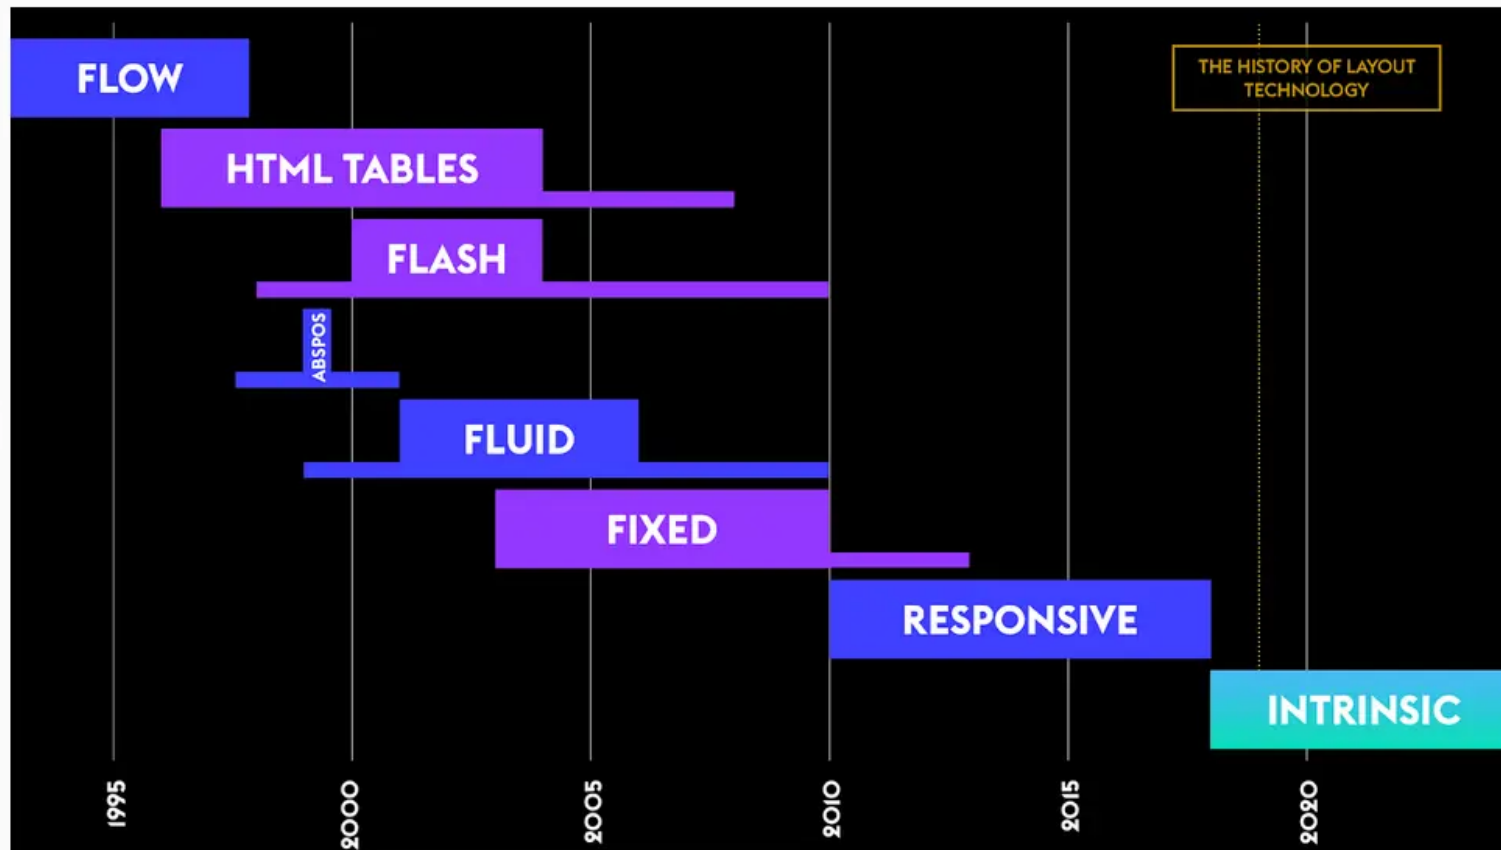 FLOW
THE HISTORY OF LAYOUT
TECHNOLOGY
HTML TABLES
FLASH
ABSPOS
FLUID
FIXED
RESPONSIVE
INTRINSIC
1995
2000
2005
2010
2015
2020